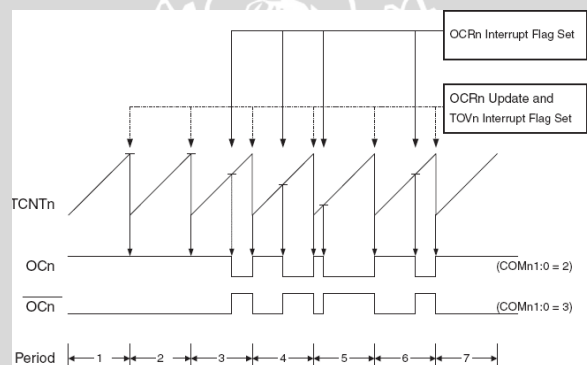 OCRn Interrupt Flag Set
OCRn Update and
TOVn Interrupt Flag Set
TCNTn
OCn
(COMn1:0 = 2)
OCn
(COMn1:0 = 3)
Period
1
2
3
4
5
6
7